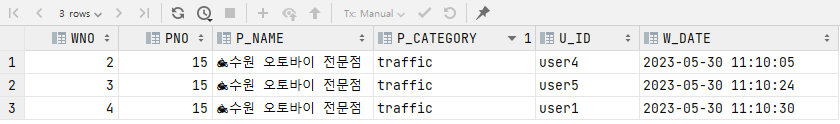 3 rows Tx: Manual
WNO PNO P_NAME P_CATEGORY 1 U_ID W_DATE
1 2 15 🏍수원 오토바이 전문점 traffic user4 2023-05-30 11:10:05
2 3 15 🏍수원 오토바이 전문점 traffic user5 2023-05-30 11:10:24
3 4 15 🏍수원 오토바이 전문점 traffic user1 2023-05-30 11:10:30